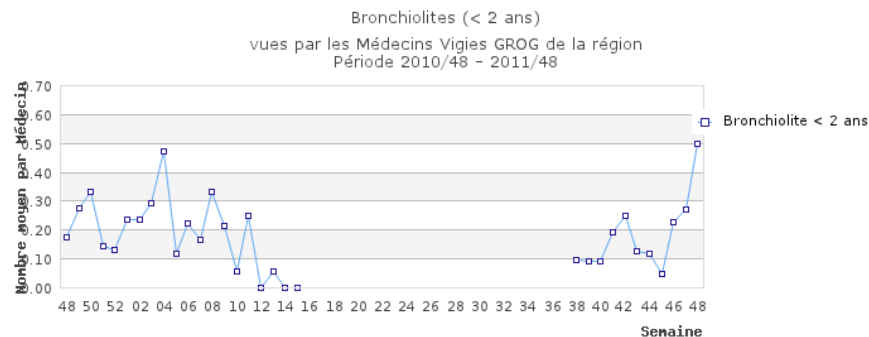 Bronchiolites (< 2 ans)
vues par les Médecins Vigies GROG de la région
Période 2010/48 - 2011/48
Nombre moyen par Médecin
0.70
0.60
0.50
0.40
0.30
0.20
0.10
0.00
48 50 52 02 04 06 08 10 12 14 16 18 20 22 24 26 28 30 32 34 36 38 40 42 44 46 48
Semaine
Bronchiolite < 2 ans